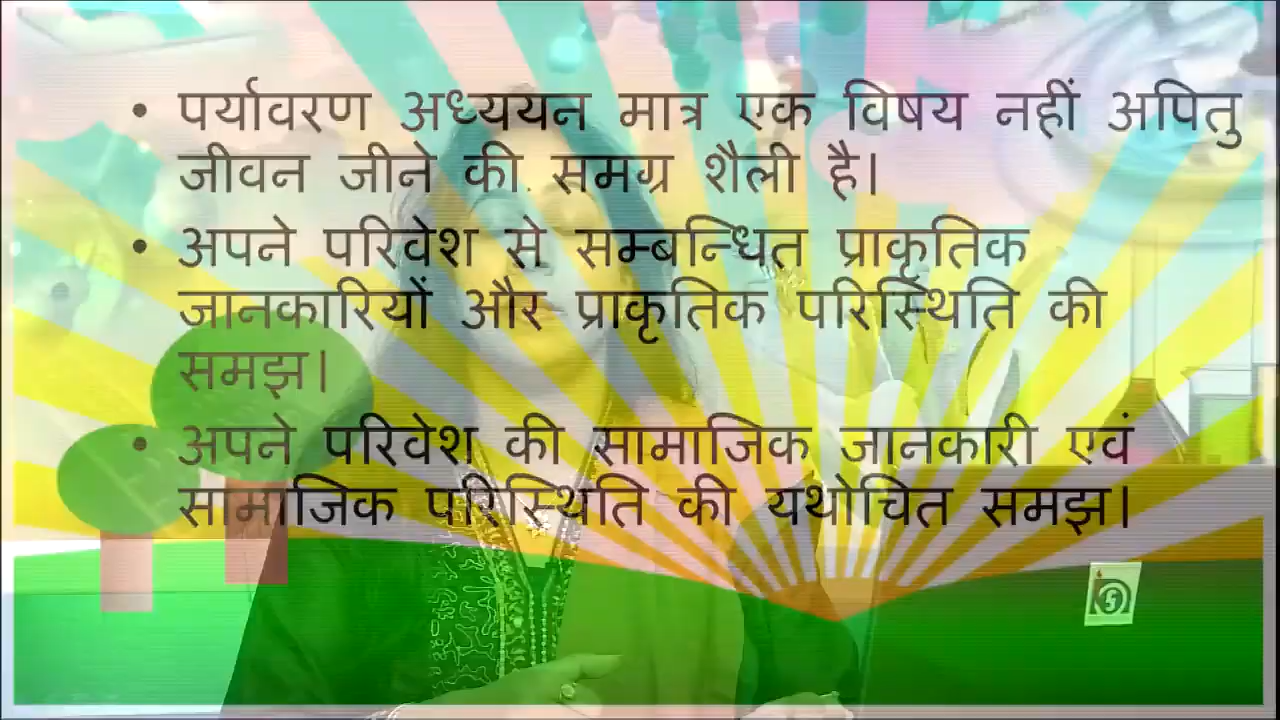 • पर्यावरण अध्ययन मात्र एक विषय नहीं अपितु
जीवन जीने की समग्र शैली है।
• अपने परिवेश से सम्बन्धित प्राकृतिक
जानकारियों और प्राकृतिक परिस्थिति की
समझ।
• अपने परिवेश की सामाजिक जानकारी एवं
सामाजिक परिस्थिति की यथोचित समझ।